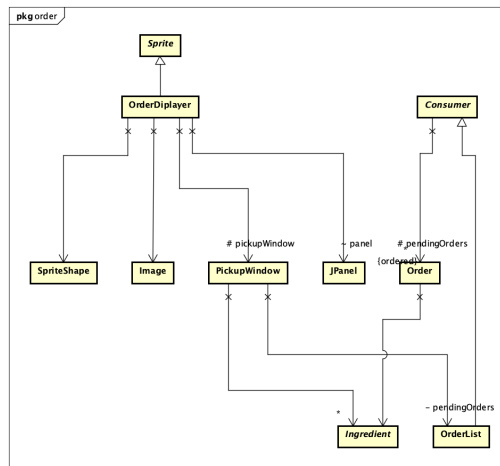 pkg order
Sprite
OrderDiplayer
Consumer
# pickupWindow
~ panel
# pendingOrders
*
{ordered}
SpriteShape
Image
PickupWindow
JPanel
Order
*
~ pendingOrders
Ingredient
OrderList